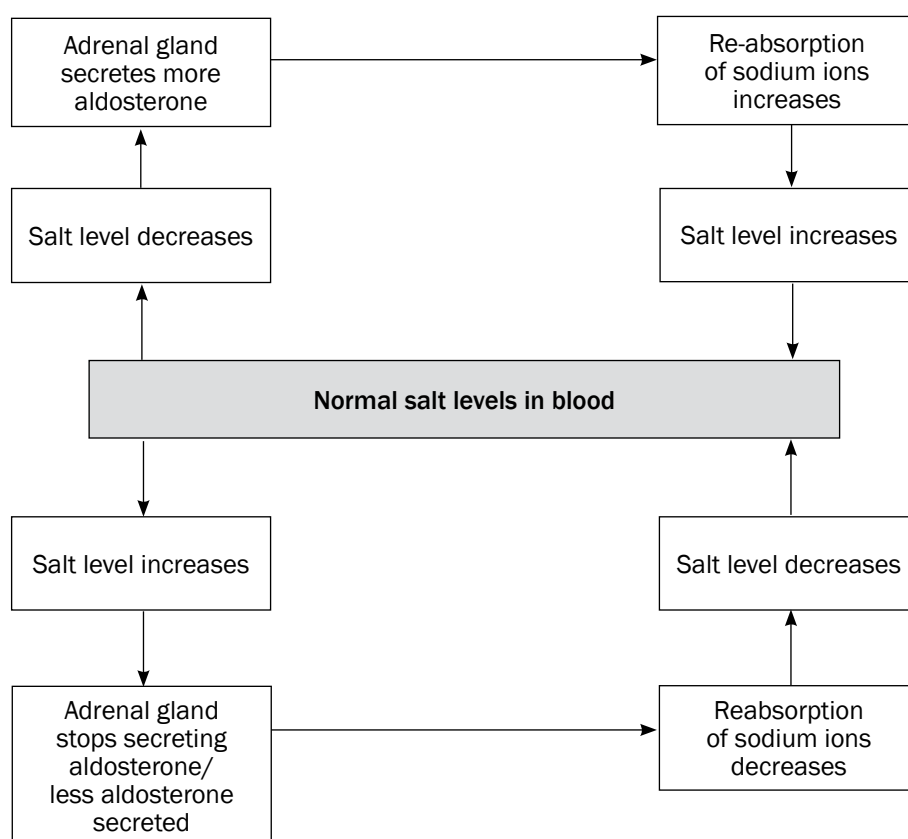 Adrenal gland
secretes more
aldosterone
Re-absorption
of sodium ions
increases
Salt level decreases
Salt level increases
Normal salt levels in blood
Salt level increases
Salt level decreases
Adrenal gland
stops secreting
aldosterone/
less aldosterone
secreted
Reabsorption
of sodium ions
decreases